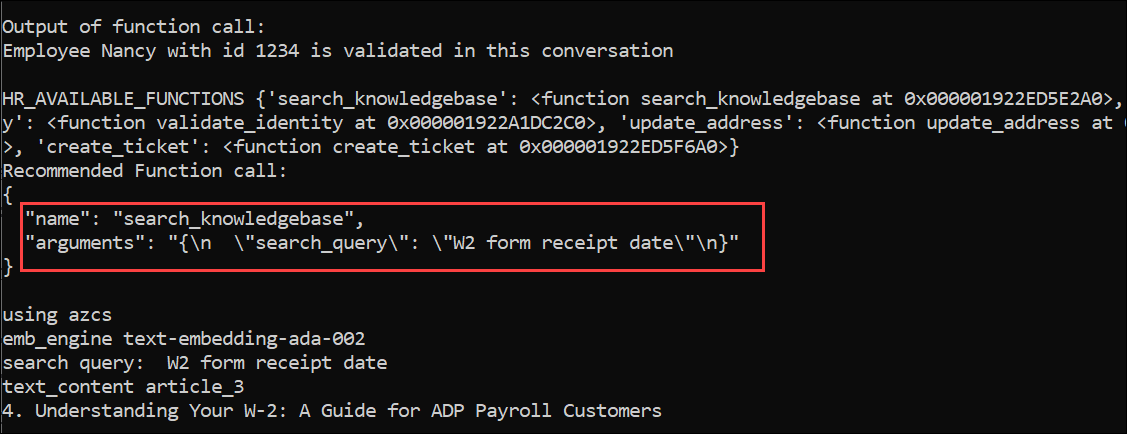 Output of function call:
Employee Nancy with id 1234 is validated in this conversation
HR_AVAILABLE_FUNCTIONS {'search_knowledgebase': <function search_knowledgebase at 0x000001922ED5E2A0>,
y': <function validate_identity at 0x000001922A1DC2C0>, 'update_address': <function update_address at
>, 'create_ticket': <function create_ticket at 0x000001922ED5F6A0>}
Recommended Function call:
{
"name": "search_knowledgebase",
"arguments": "{\n  \"search_query\": \"W2 form receipt date\"\n}"
}
using azcs
emb_engine text-embedding-ada-002
search query:  W2 form receipt date
text_content article_3
4. Understanding Your W-2: A Guide for ADP Payroll Customers